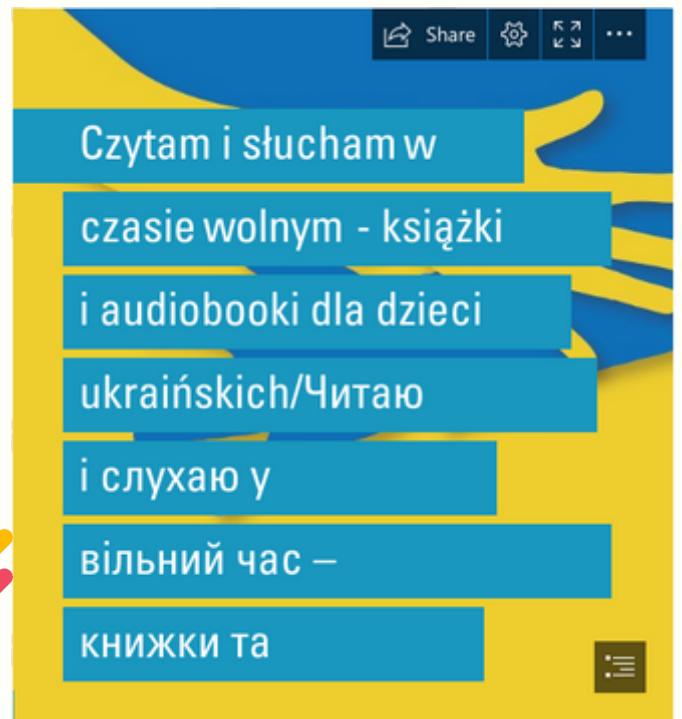 Share
Czytam i słucham w
czasie wolnym - książki
i audiobooki dla dzieci
ukraińskich/Читаю
і слухаю у
вільний час –
книжки та